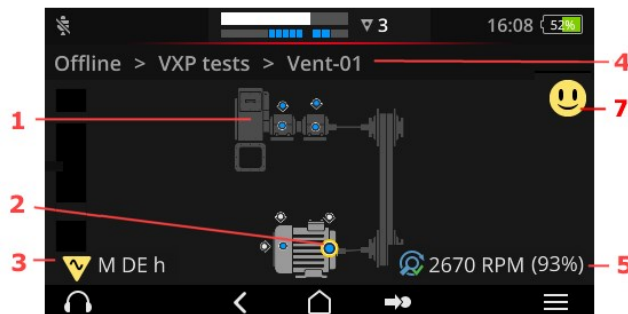 3 16:08 52%
Offline > VXP tests > Vent-01 4
7
1
2
3 M DE h 2670 RPM (93%) 5